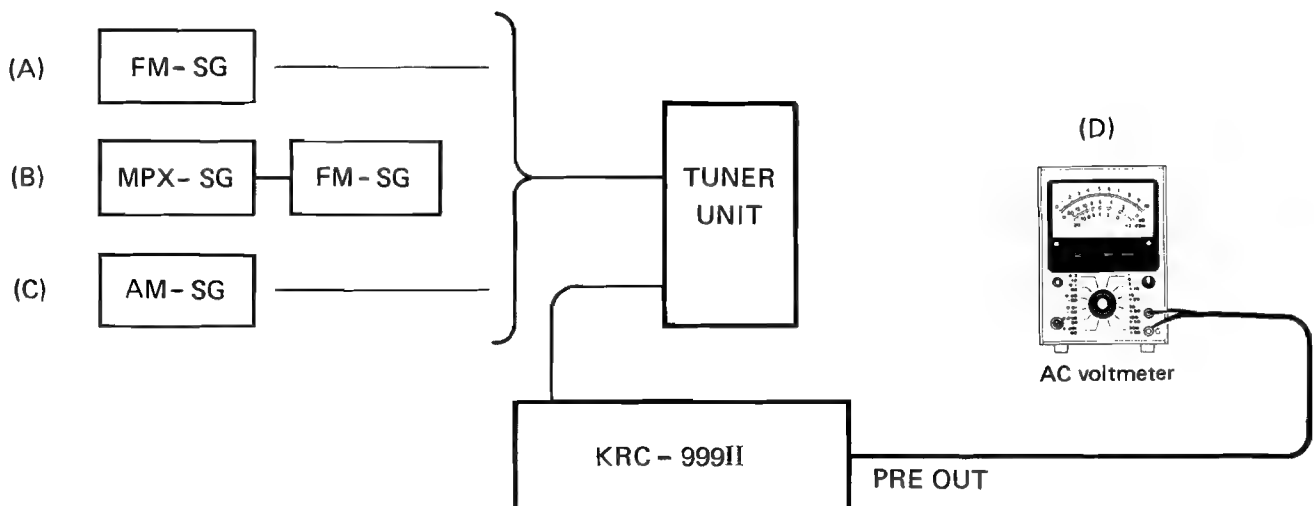 (A) FM-SG
(B) MPX-SG FM-SG
(C) AM-SG
TUNER
UNIT
(D)
AC voltmeter
KRC-999II
PRE OUT